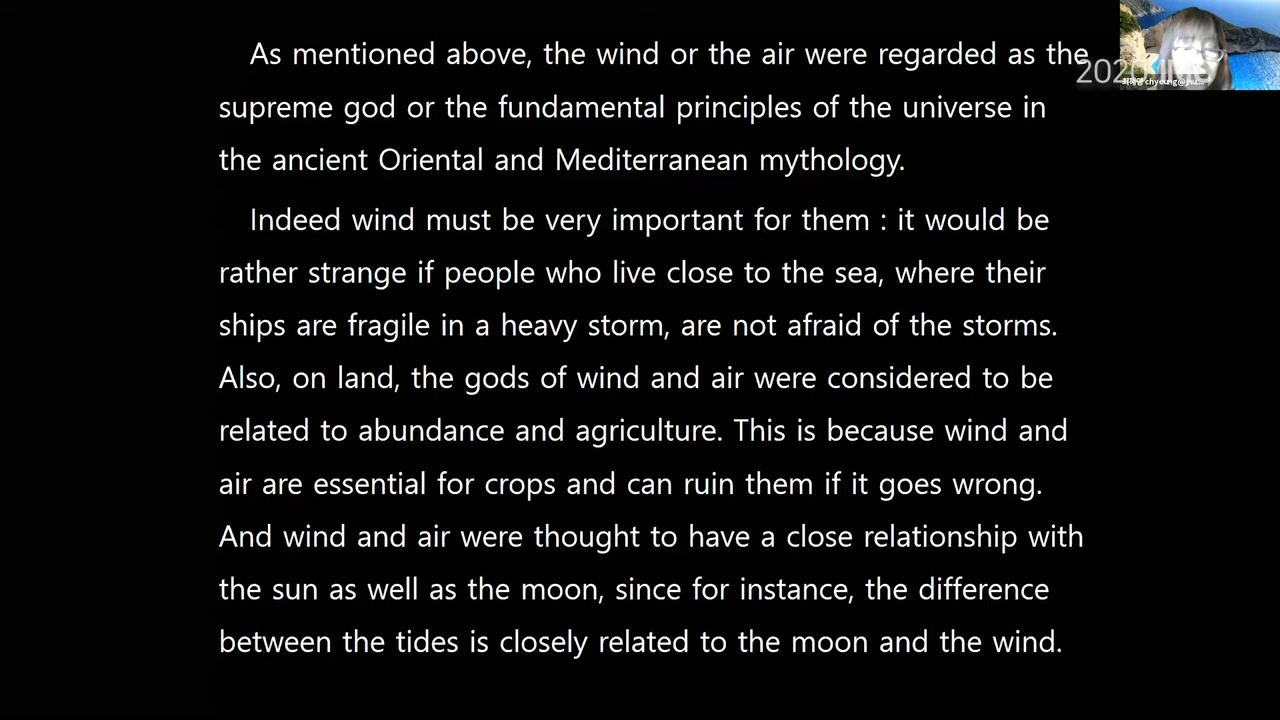 As mentioned above, the wind or the air were regarded as the
supreme god or the fundamental principles of the universe in
the ancient Oriental and Mediterranean mythology.
Indeed wind must be very important for them : it would be
rather strange if people who live close to the sea, where their
ships are fragile in a heavy storm, are not afraid of the storms.
Also, on land, the gods of wind and air were considered to be
related to abundance and agriculture. This is because wind and
air are essential for crops and can ruin them if it goes wrong.
And wind and air were thought to have a close relationship with
the sun as well as the moon, since for instance, the difference
between the tides is closely related to the moon and the wind.